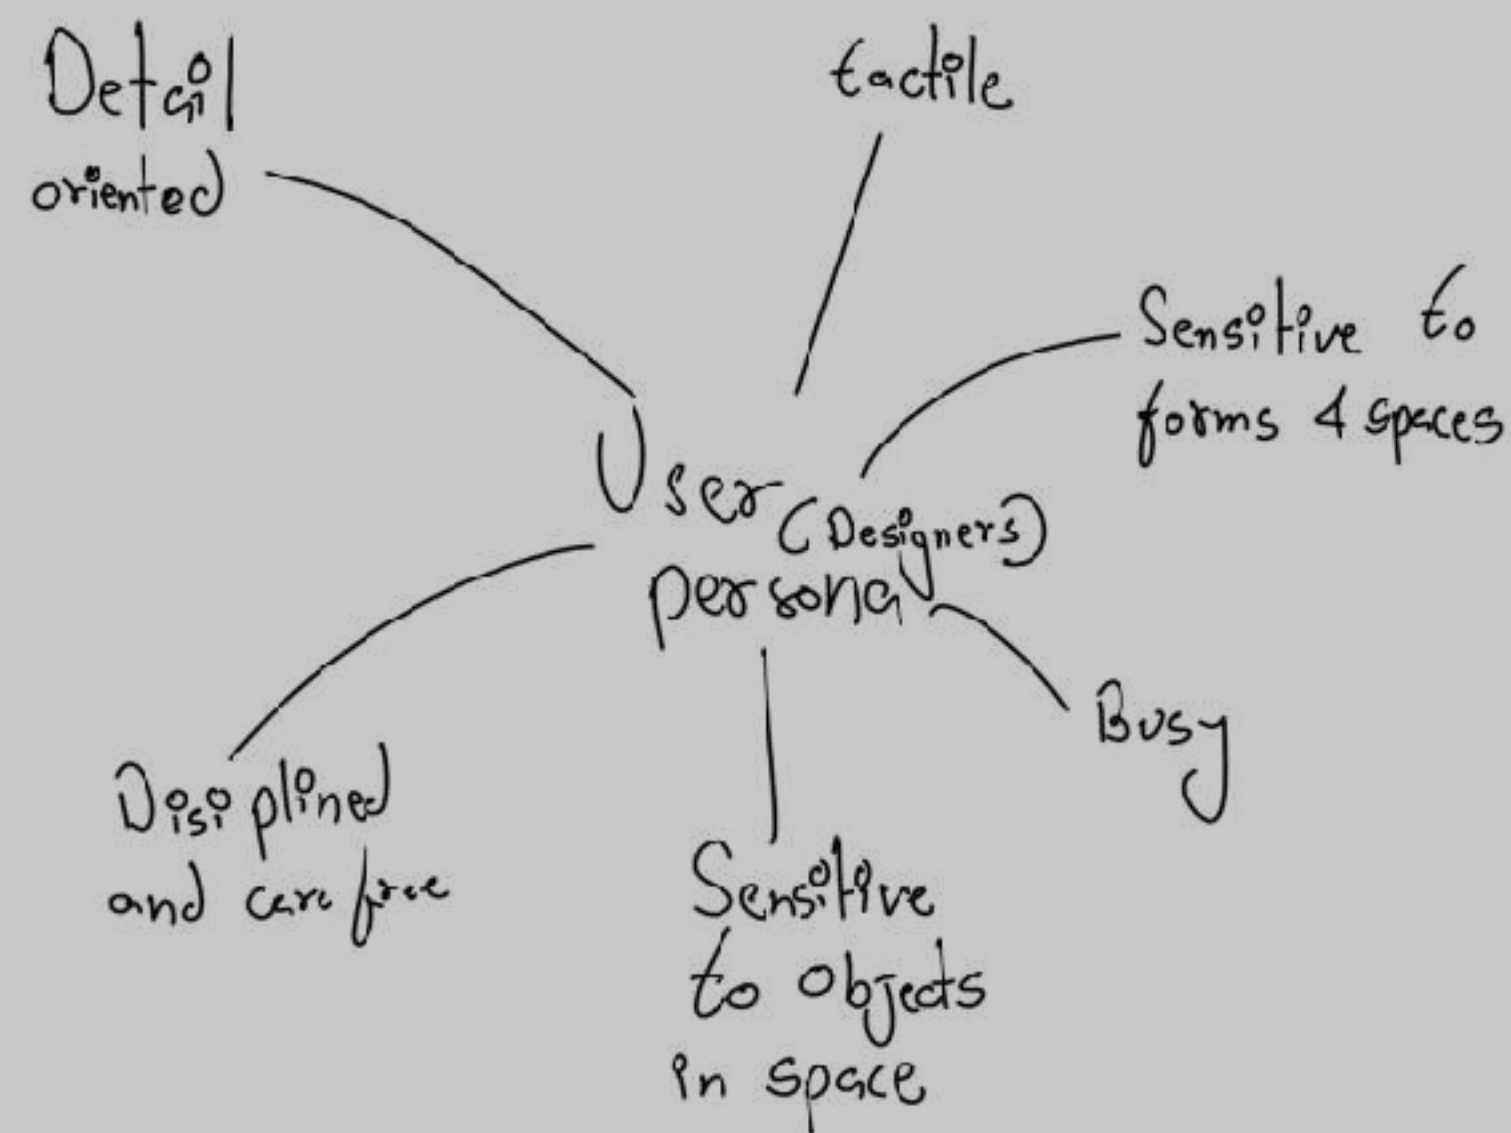 Detail
oriented
tactile
Sensitive to
forms & spaces
User (Designers)
persona
Busy
Disiplined
and care free
Sensitive
to objects
in space